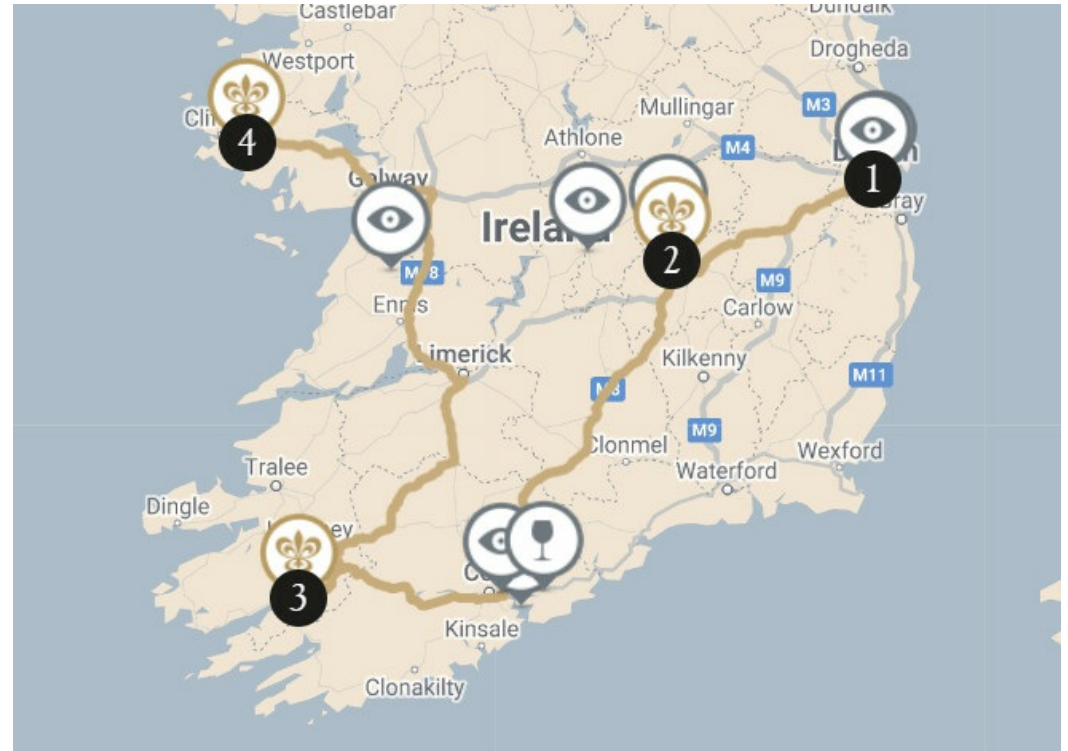 Castlebar
Dundalk
Westport
Drogheda
Mullingar
M3
Athlone
M4
4
Galway
1
Bray
Ireland
2
M9
Ennis
Carlow
Limerick
Kilkenny
M11
M8
Clonmel
M9
Wexford
Waterford
Tralee
Dingle
3
Kinsale
Clonakilty